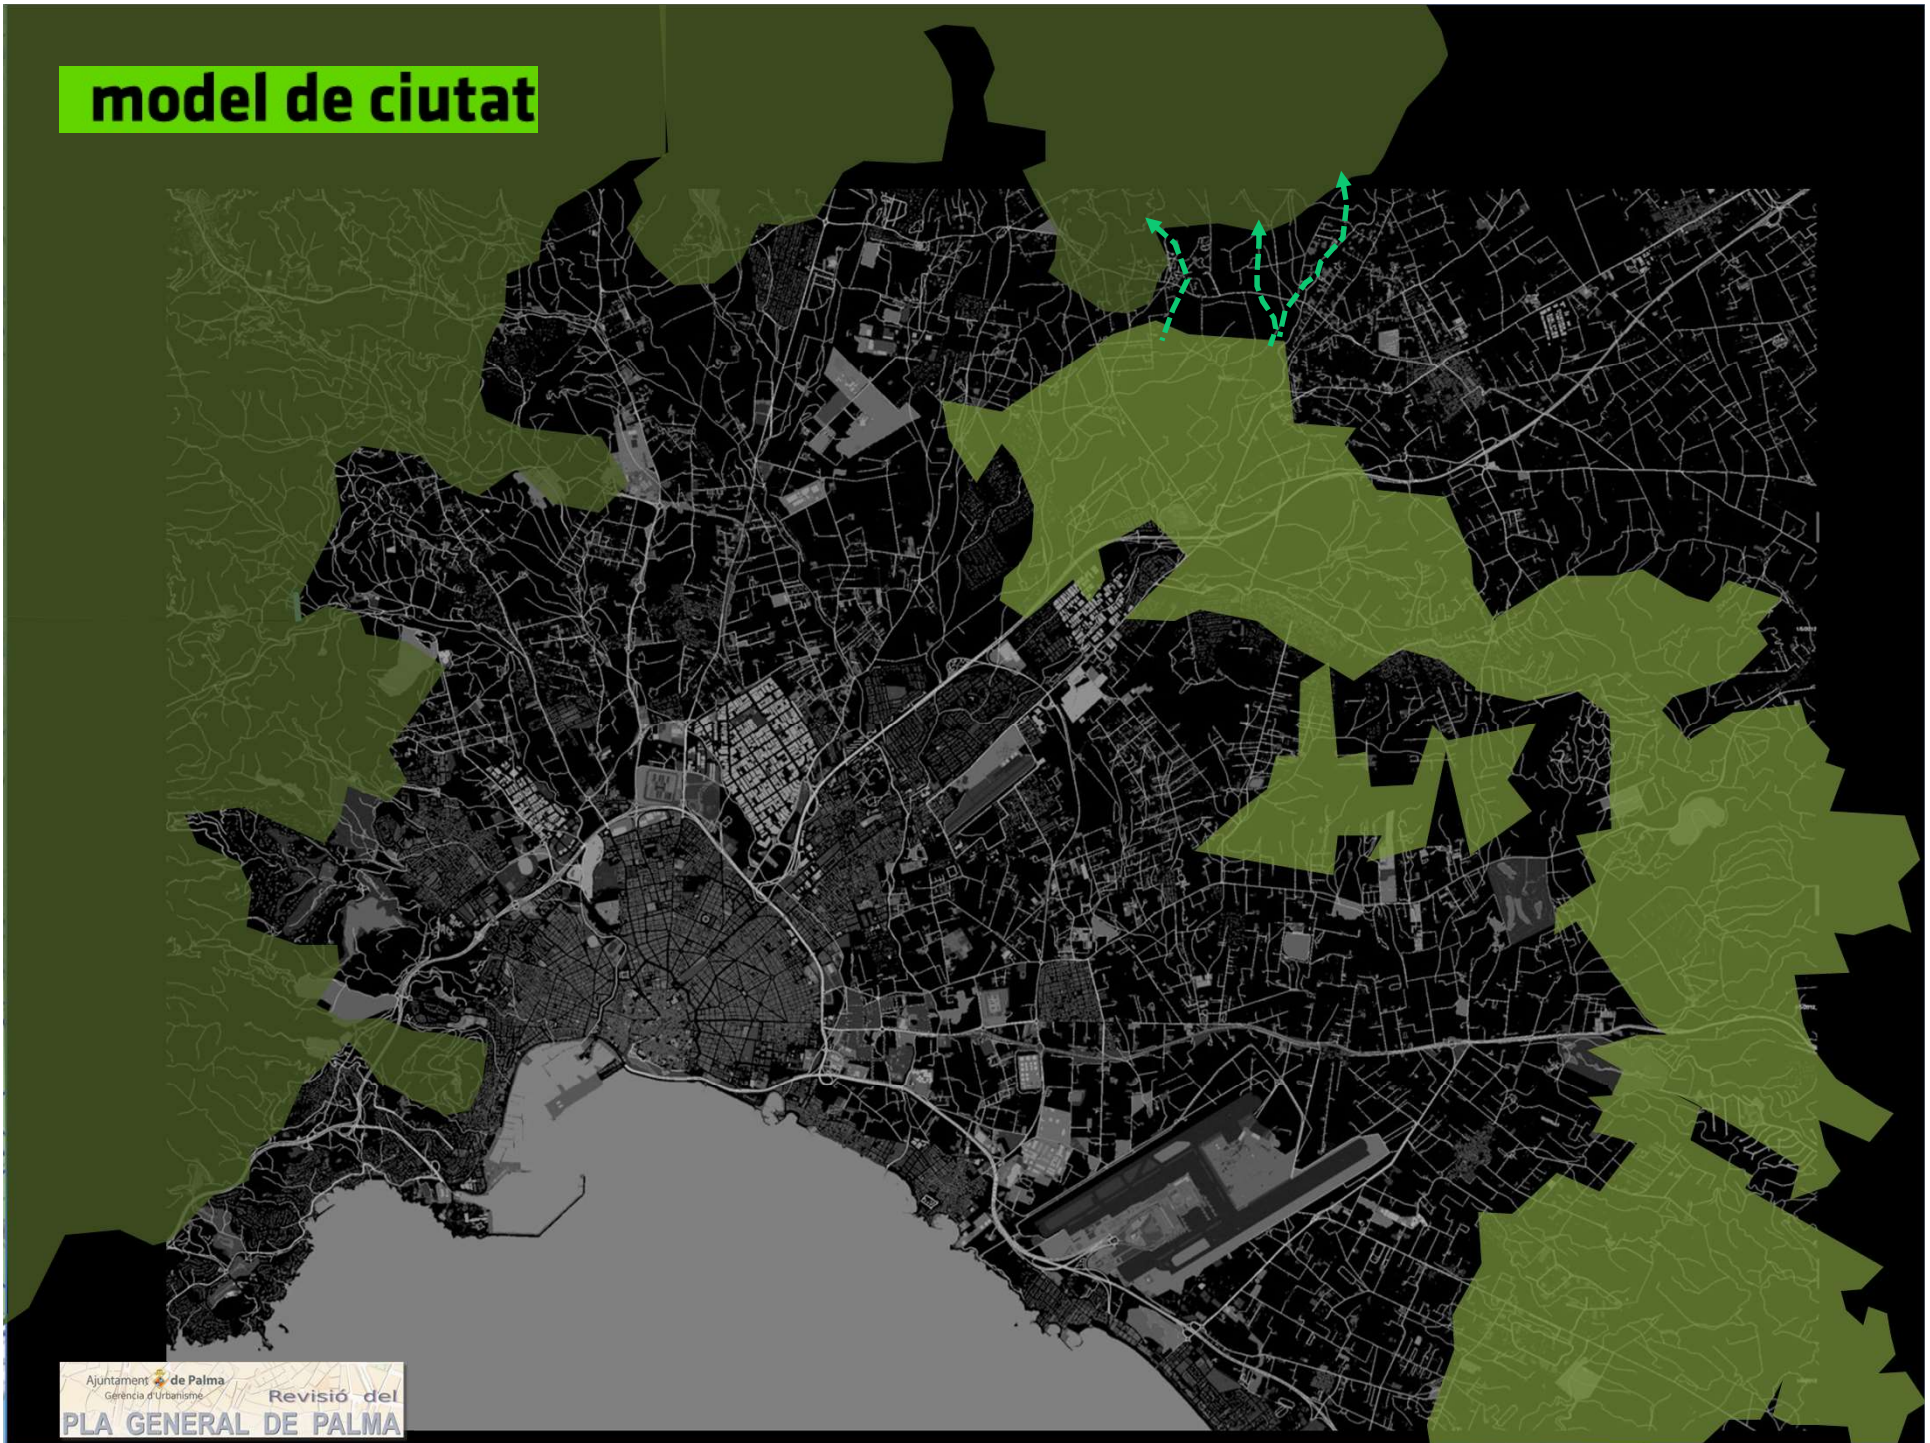 model de ciutat
Ajuntament de Palma
Gerència d'Urbanisme
Revisió del
PLA GENERAL DE PALMA